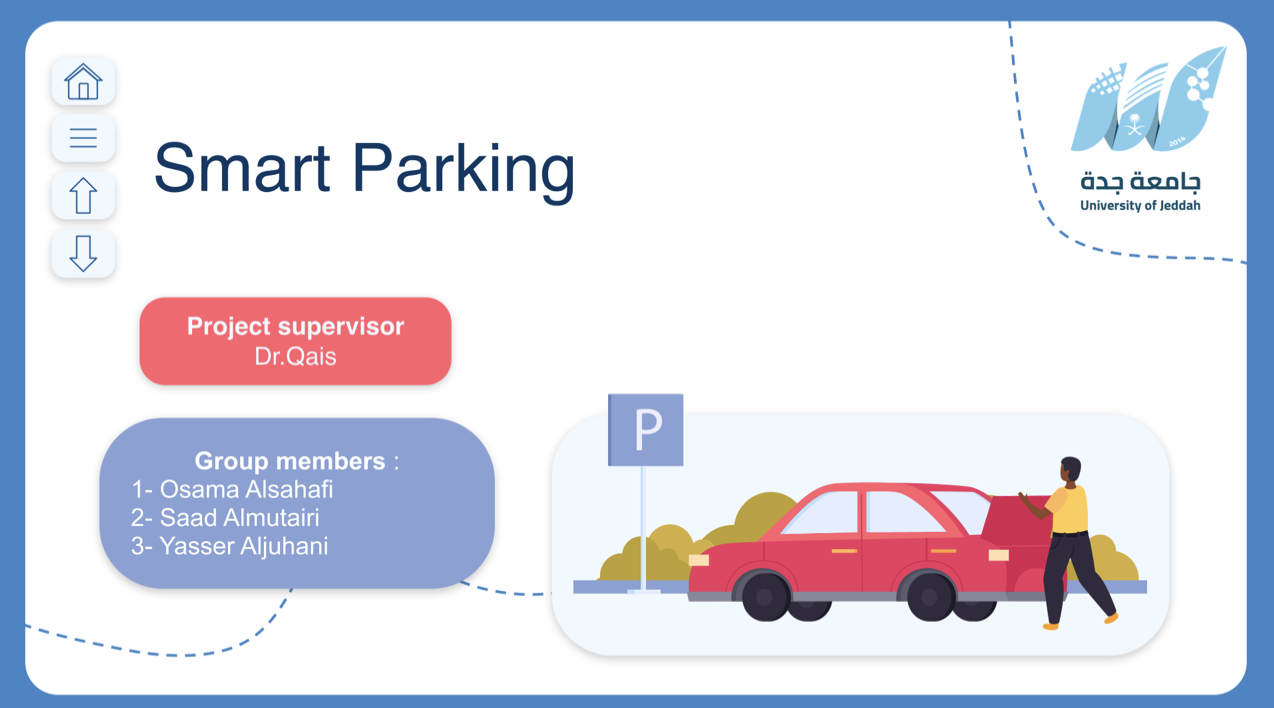 Smart Parking
2014
جامعة جدة
University of Jeddah
Project supervisor
Dr.Qais
Group members :
1- Osama Alsahafi
2- Saad Almutairi
3- Yasser Aljuhani
P